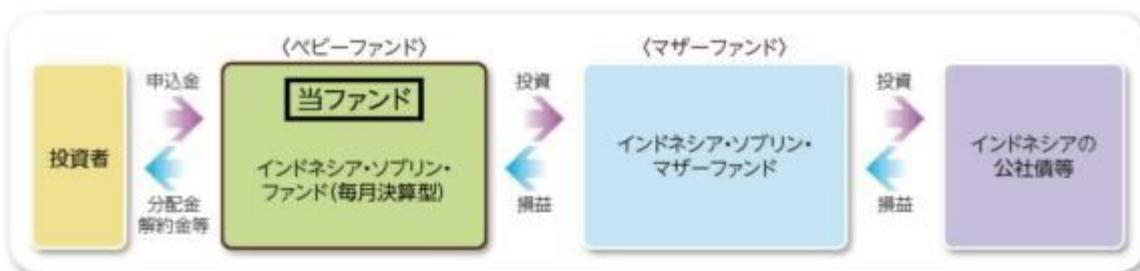 〈ベビーファンド〉
〈マザーファンド〉
投資者
申込金
分配金
解約金等
当ファンド
インドネシア・ソブリン・
ファンド(毎月決算型)
投資
損益
インドネシア・ソブリン・
マザーファンド
投資
損益
インドネシアの
公社債等